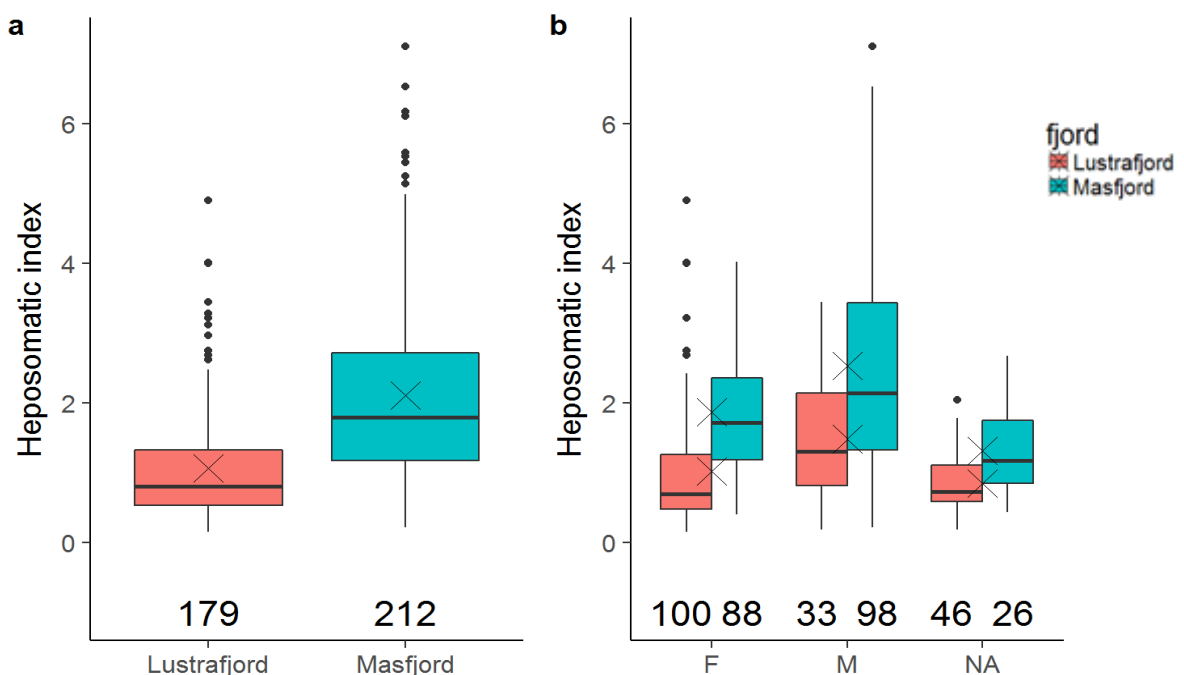 a
Heposomatic index
6
4
2
0
179 212
Lustrafjord Masfjord
b
Heposomatic index
6
4
2
0
100 88 33 98 46 26
F M NA
fjord
Lustrafjord
Masfjord